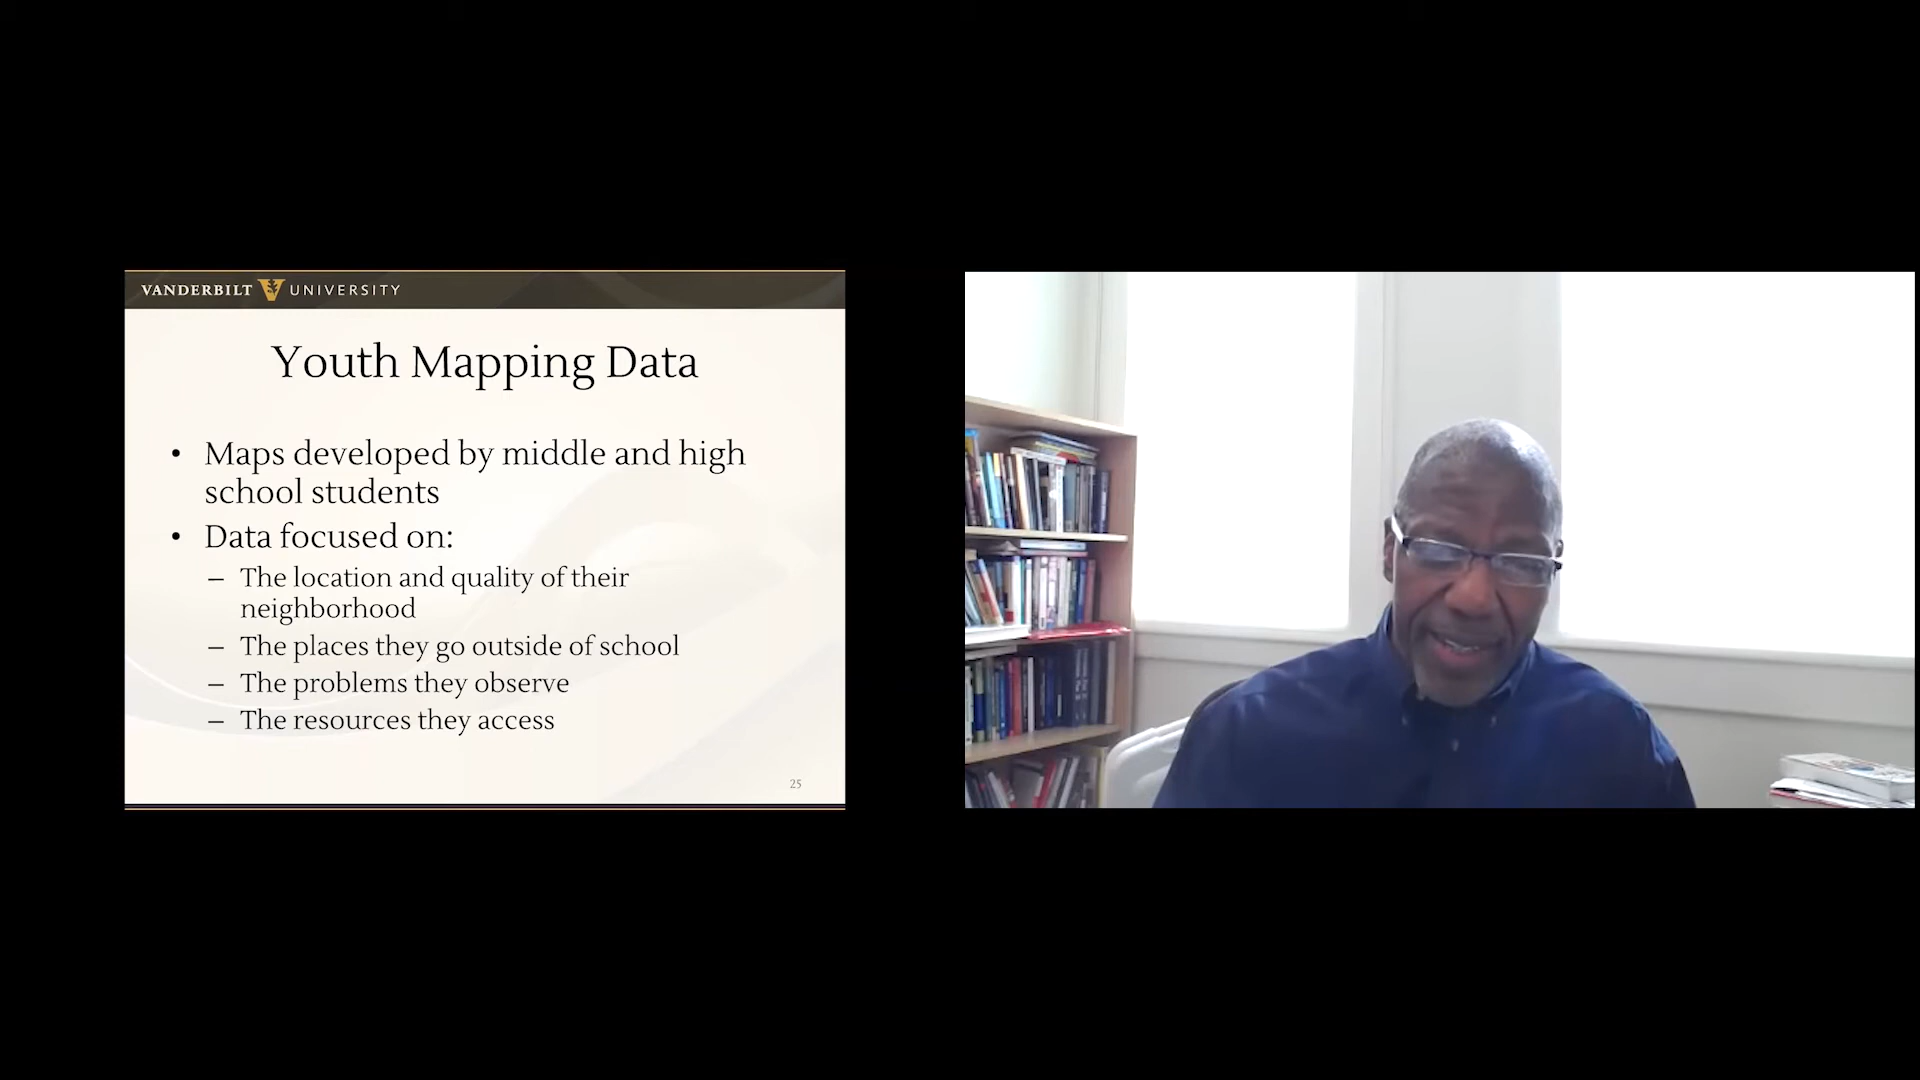 VANDERBILT UNIVERSITY
Youth Mapping Data
• Maps developed by middle and high
school students
• Data focused on:
– The location and quality of their
neighborhood
– The places they go outside of school
– The problems they observe
– The resources they access
25